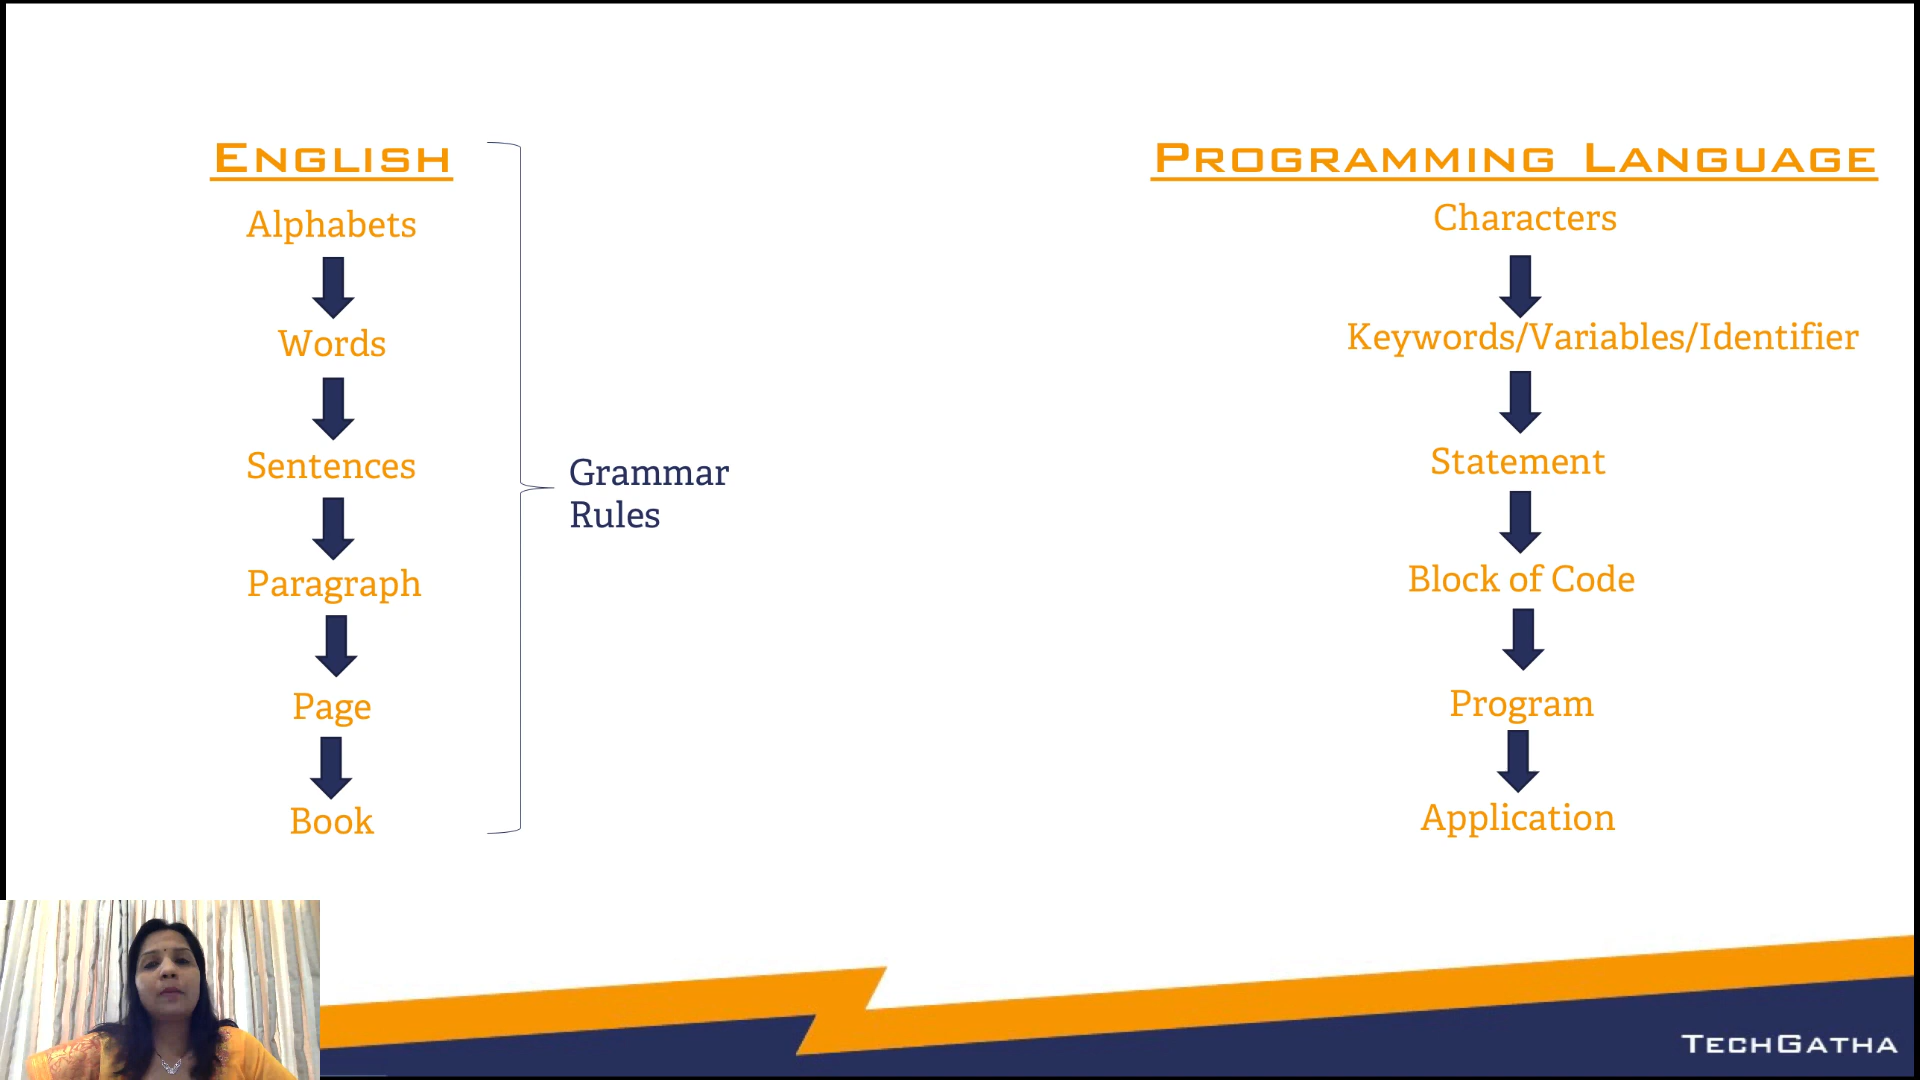 ENGLISH
Alphabets
Words
Sentences
Paragraph
Page
Book
Grammar
Rules
PROGRAMMING LANGUAGE
Characters
Keywords/Variables/Identifier
Statement
Block of Code
Program
Application
TECHGATHA